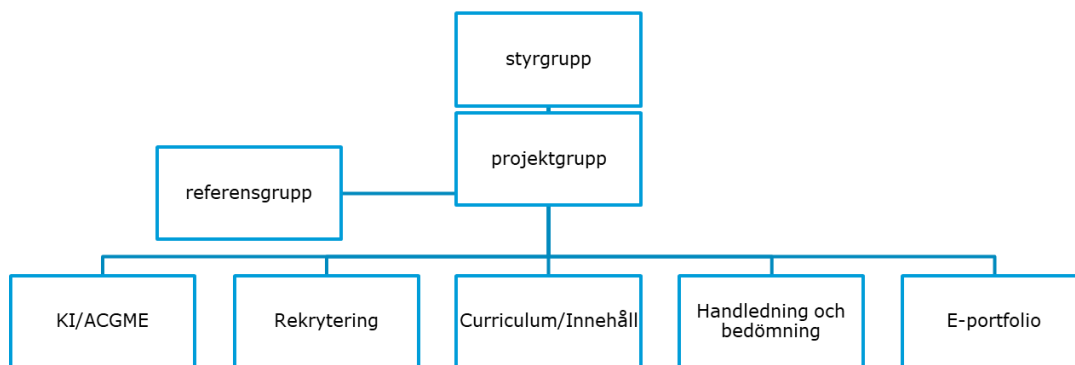 styrgrupp
projektgrupp
referensgrupp
KI/ACGME
Rekrytering
Curriculum/Innehåll
Handledning och
bedömning
E-portfolio